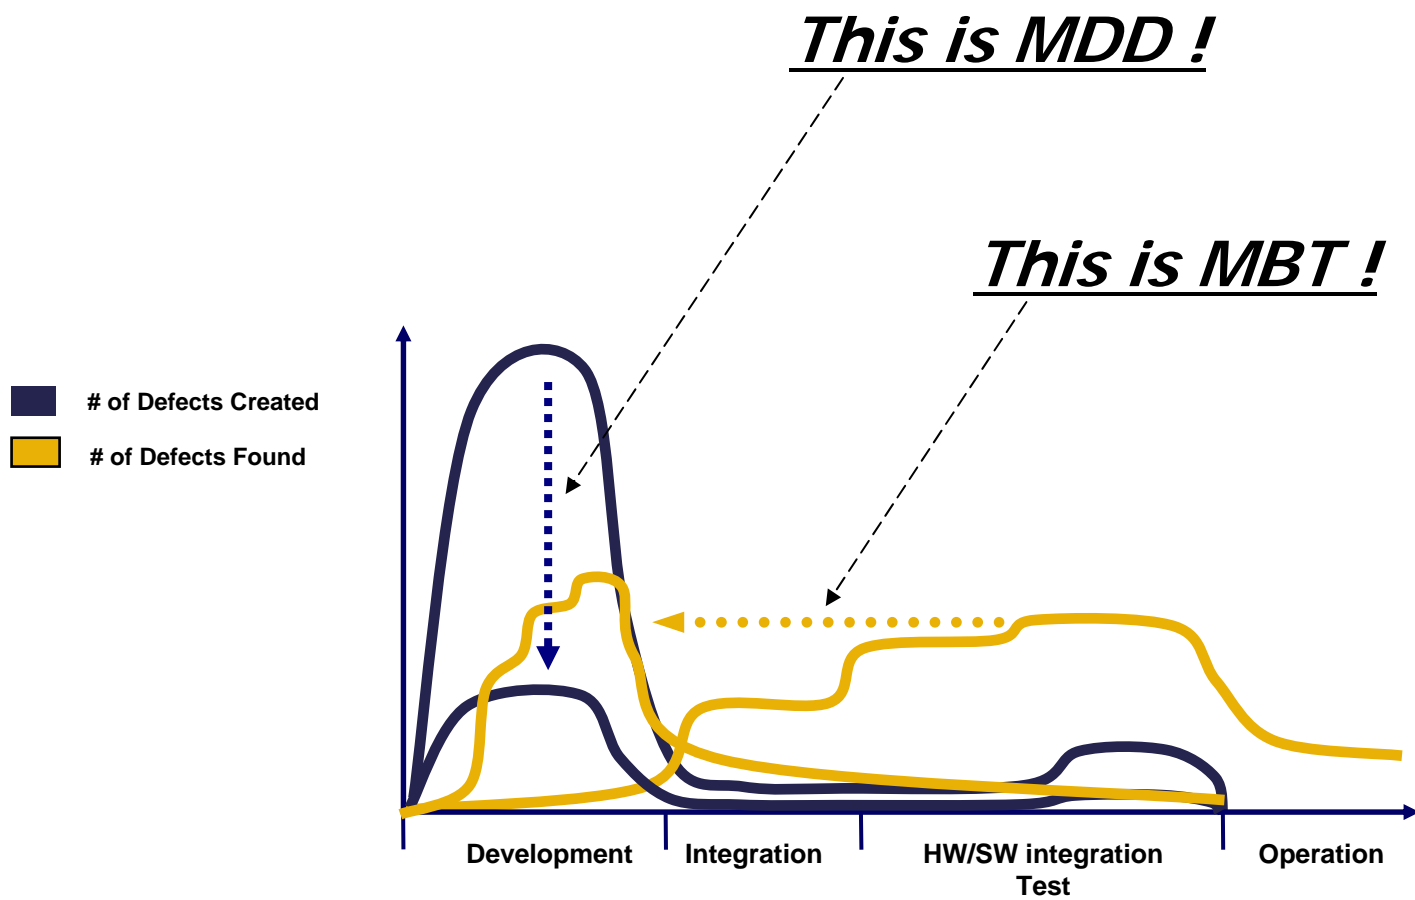 This is MDD !
This is MBT !
# of Defects Created
# of Defects Found
Development
Integration
HW/SW integration
Test
Operation